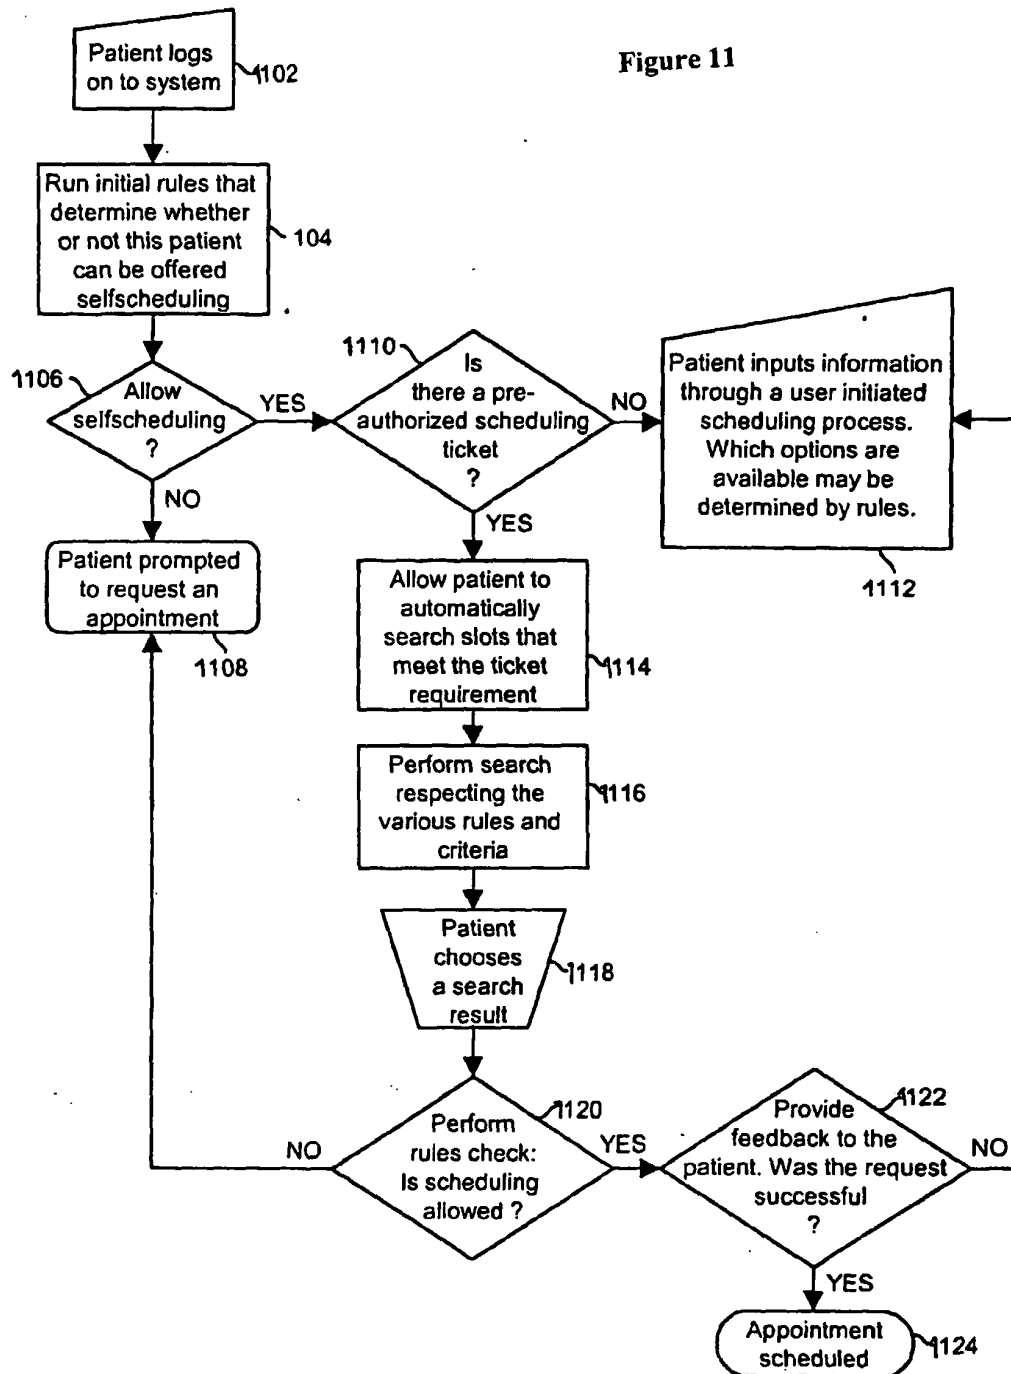 Figure 11
Patient logs
on to system
1102
Run initial rules that
determine whether
or not this patient
can be offered
selfscheduling
104
1106
Allow
selfscheduling
?
YES
NO
Patient prompted
to request an
appointment
1108
1110
Is
there a pre-
authorized scheduling
ticket
?
NO
YES
Patient inputs information
through a user initiated
scheduling process.
Which options are
available may be
determined by rules.
1112
Allow patient to
automatically
search slots that
meet the ticket
requirement
1114
Perform search
respecting the
various rules and
criteria
1116
Patient
chooses
a search
result
1118
1120
Perform
rules check:
Is scheduling
allowed ?
NO
YES
1122
Provide
feedback to the
patient. Was the request
successful
?
NO
YES
Appointment
scheduled
1124